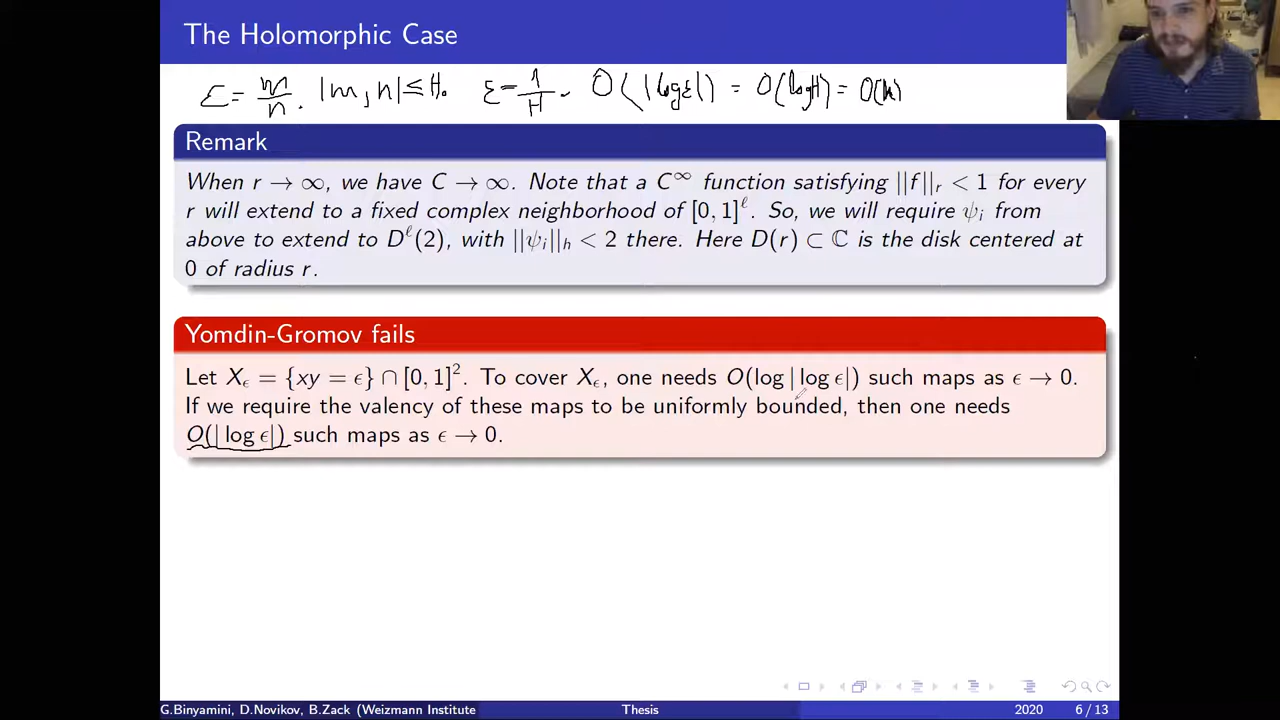 The Holomorphic Case
ε = m/n . |m, n| ≤ H. ε = 1/H . O(|log ε|) = O(log H) = O(h)
Remark
When r → ∞, we have C → ∞. Note that a C^∞ function satisfying ||f||_r < 1 for every
r will extend to a fixed complex neighborhood of [0, 1]^ℓ. So, we will require ψ_i from
above to extend to D^ℓ(2), with ||ψ_i||_h < 2 there. Here D(r) ⊂ ℂ is the disk centered at
0 of radius r.
Yomdin-Gromov fails
Let X_ϵ = {xy = ϵ} ∩ [0, 1]^2. To cover X_ϵ, one needs O(log | log ϵ|) such maps as ϵ → 0.
If we require the valency of these maps to be uniformly bounded, then one needs
O(| log ϵ|) such maps as ϵ → 0.
G.Binyamini, D.Novikov, B.Zack (Weizmann Institute Thesis 2020 6 / 13